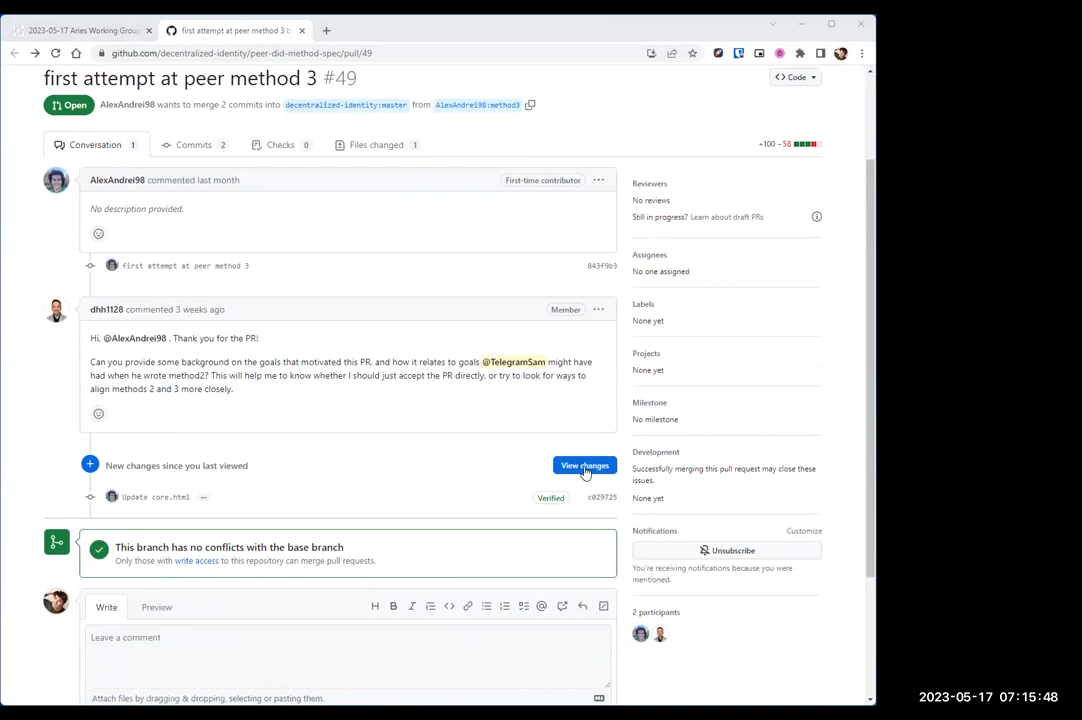 2023-05-17 Aries Working Grou
first attempt at peer method 3 b
github.com/decentralized-identity/peer-did-method-spec/pull/49
first attempt at peer method 3 #49
<> Code
Open
AlexAndrei98 wants to merge 2 commits into decentralized-identity:master from AlexAndrei98:method3
Conversation 1
Commits 2
Checks 0
Files changed 1
+100 −58
AlexAndrei98 commented last month
First-time contributor
No description provided.
first attempt at peer method 3
843f9b3
dhh1128 commented 3 weeks ago
Member
Hi, @AlexAndrei98 . Thank you for the PR!
Can you provide some background on the goals that motivated this PR, and how it relates to goals @TelegramSam might have
had when he wrote method2? This will help me to know whether I should just accept the PR directly, or try to look for ways to
align methods 2 and 3 more closely.
New changes since you last viewed
View changes
Update core.html
Verified
c029725
This branch has no conflicts with the base branch
Only those with write access to this repository can merge pull requests.
Write
Preview
Leave a comment
Attach files by dragging & dropping, selecting or pasting them.
Reviewers
No reviews
Still in progress? Learn about draft PRs
Assignees
No one assigned
Labels
None yet
Projects
None yet
Milestone
No milestone
Development
Successfully merging this pull request may close these
issues.
None yet
Notifications
Customize
Unsubscribe
You're receiving notifications because you were
mentioned.
2 participants
2023-05-17 07:15:48